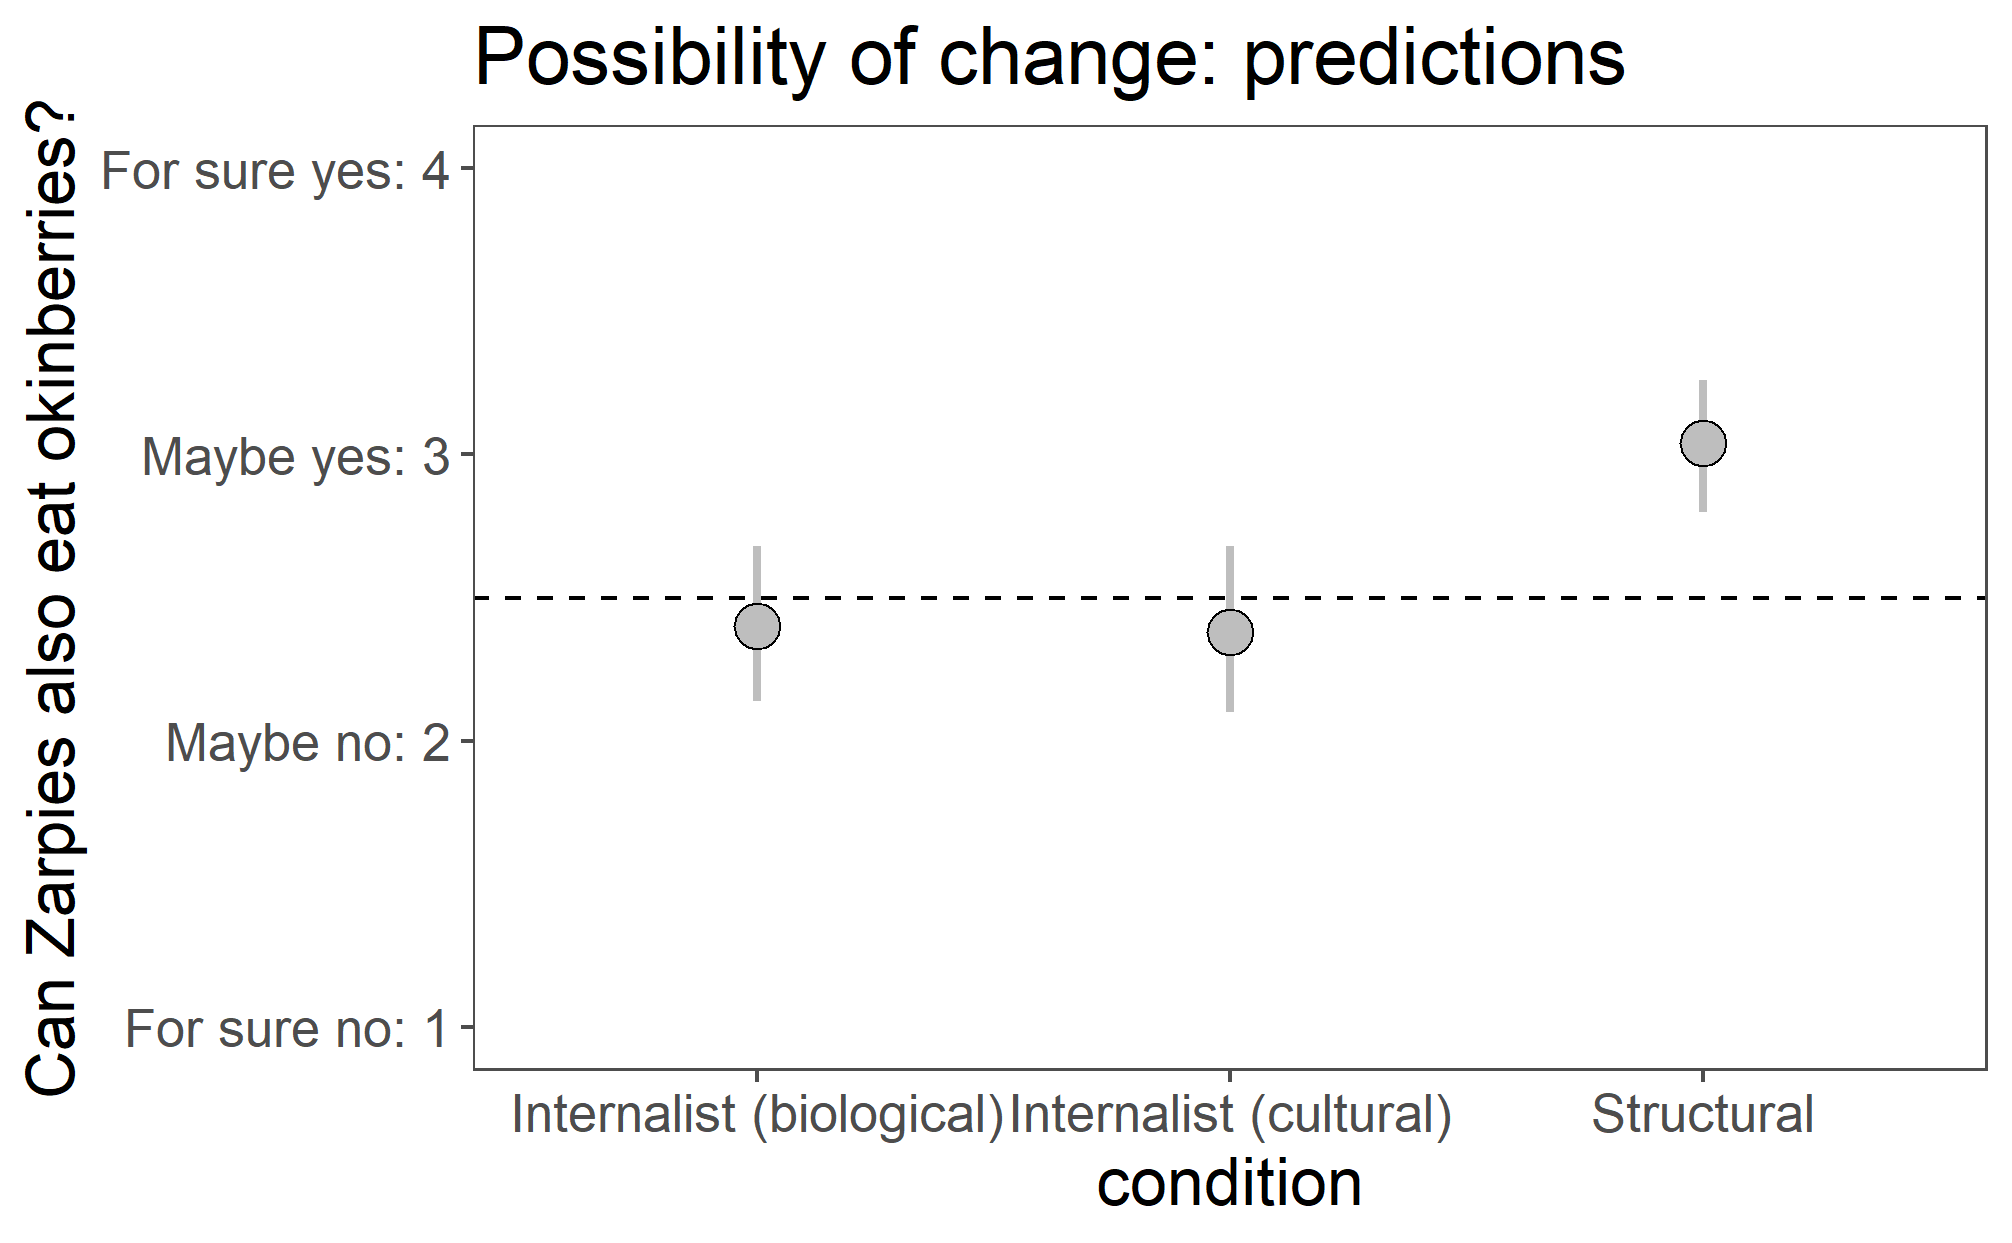 Possibility of change: predictions
Can Zarpies also eat okinberries?
For sure yes: 4
Maybe yes: 3
Maybe no: 2
For sure no: 1
Internalist (biological)
Internalist (cultural)
Structural
condition